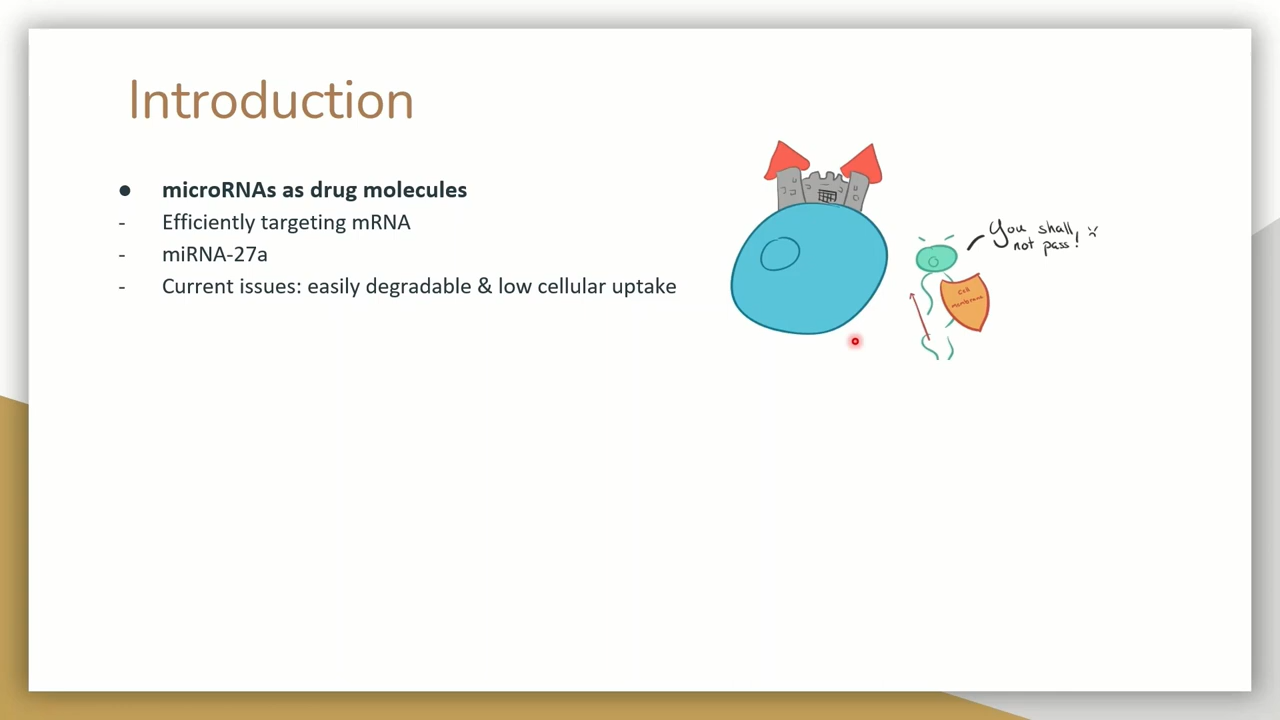 Introduction
● microRNAs as drug molecules
- Efficiently targeting mRNA
- miRNA-27a
- Current issues: easily degradable & low cellular uptake
You shall
not pass!
Cell
membrane